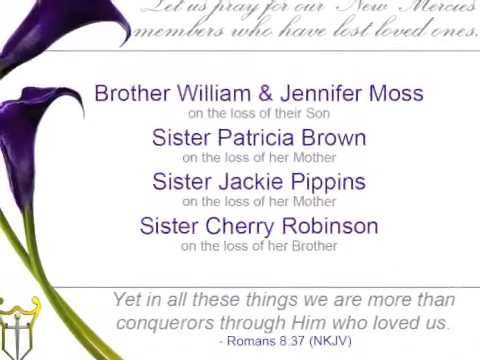 Let us pray for our New Mercies
members who have lost loved ones.
Brother William & Jennifer Moss
on the loss of their Son
Sister Patricia Brown
on the loss of her Mother
Sister Jackie Pippins
on the loss of her Mother
Sister Cherry Robinson
on the loss of her Brother
Yet in all these things we are more than
conquerors through Him who loved us.
- Romans 8:37 (NKJV)